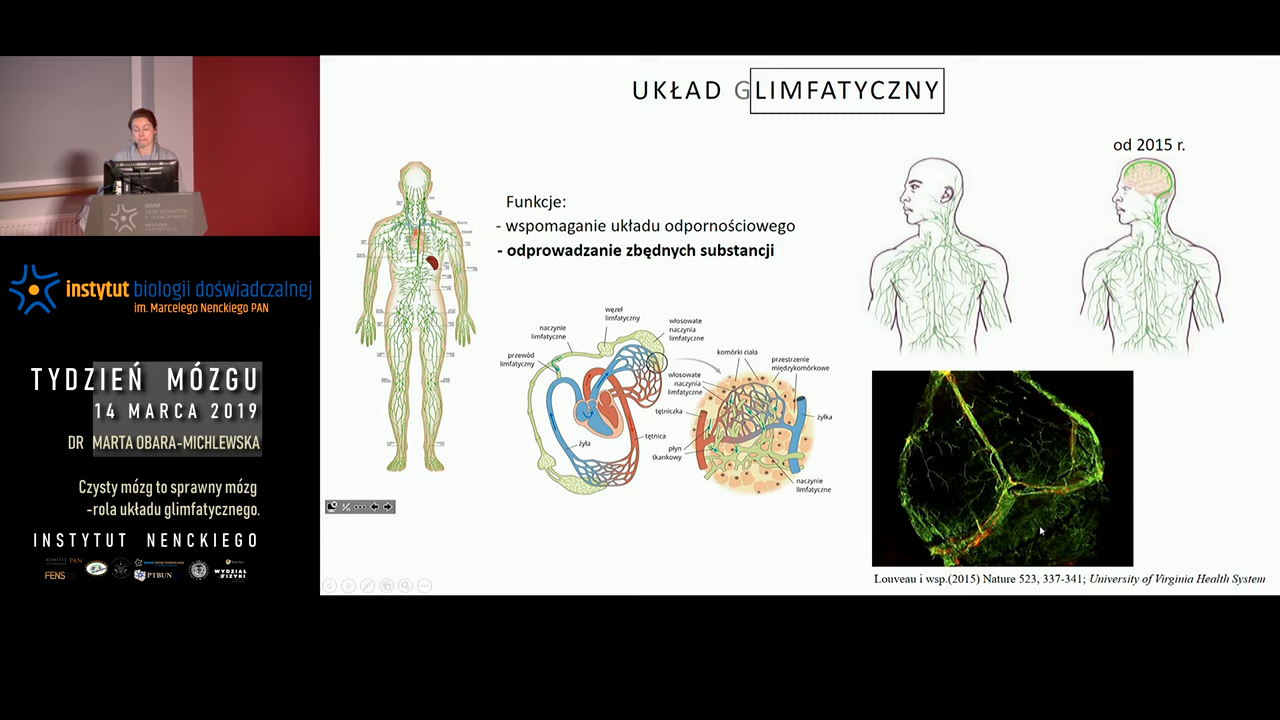 UKŁAD GLIMFATYCZNY
od 2015 r.
Funkcje:
- wspomaganie układu odpornościowego
- odprowadzanie zbędnych substancji
węzeł
limfatyczny
naczynie
limfatyczne
włosowate
naczynia
limfatyczne
przewód
limfatyczny
żyła
tętnica
komórki ciała
przestrzenie
międzykomórkowe
włosowate
naczynia
limfatyczne
tętniczka
żyłka
płyn
tkankowy
naczynie
limfatyczne
Louveau i wsp.(2015) Nature 523, 337-341; University of Virginia Health System
instytut biologii doświadczalnej
im. Marcelego Nenckiego PAN
TYDZIEŃ MÓZGU
14 MARCA 2019
DR MARTA OBARA-MICHLEWSKA
Czysty mózg to sprawny mózg
-rola układu glimfatycznego.
INSTYTUT NENCKIEGO
FENS
PTBUN
WYDZIAŁ
FIZYKI